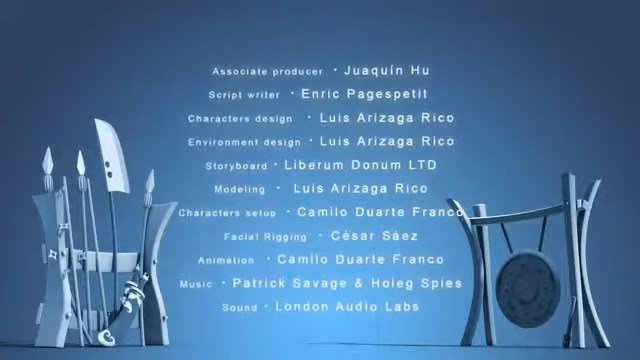 Associate producer · Juaquín Hu
Script writer · Enric Pagespetit
Characters design · Luis Arizaga Rico
Environment design · Luis Arizaga Rico
Storyboard · Liberum Donum LTD
Modeling · Luis Arizaga Rico
Characters setup · Camilo Duarte Franco
Facial Rigging · César Sáez
Animation · Camilo Duarte Franco
Music · Patrick Savage & Holeg Spies
Sound · London Audio Labs